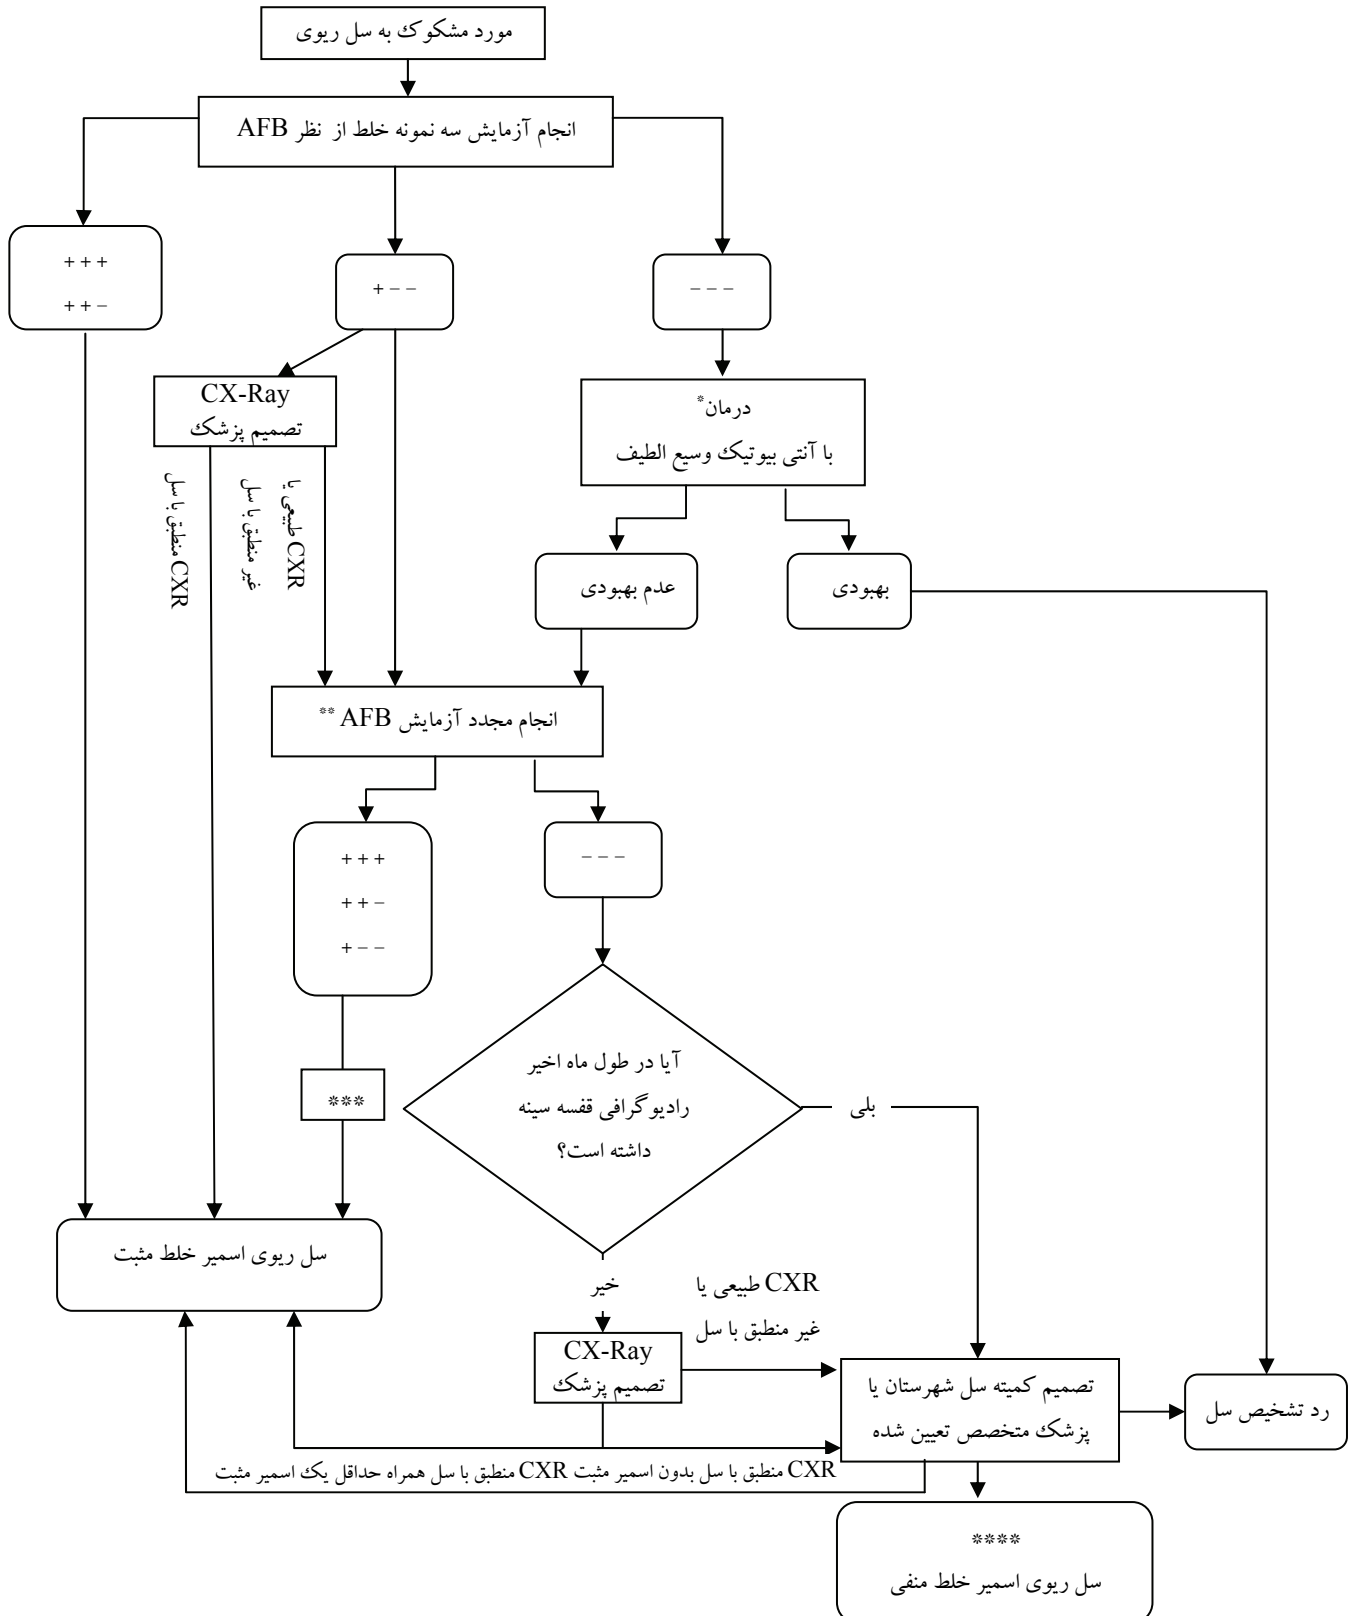 مورد مشکوک به سل ریوی
انجام آزمایش سه نمونه خلط از نظر AFB
+ + +
+ + –
+ – –
– – –
CX-Ray
تصمیم پزشک
درمان*
با آنتی بیوتیک وسیع الطیف
CXR منطبق با سل
CXR طبیعی یا
غیر منطبق با سل
عدم بهبودی
بهبودی
انجام مجدد آزمایش AFB **
+ + +
+ + –
+ – –
– – –
آیا در طول ماه اخیر
رادیوگرافی قفسه سینه
داشته است؟
***
بلی
سل ریوی اسمیر خلط مثبت
خیر
CXR طبیعی یا
غیر منطبق با سل
CX-Ray
تصمیم پزشک
تصمیم کمیته سل شهرستان یا
پزشک متخصص تعیین شده
رد تشخیص سل
CXR منطبق با سل بدون اسمیر مثبت CXR منطبق با سل همراه حداقل یک اسمیر مثبت
****
سل ریوی اسمیر خلط منفی